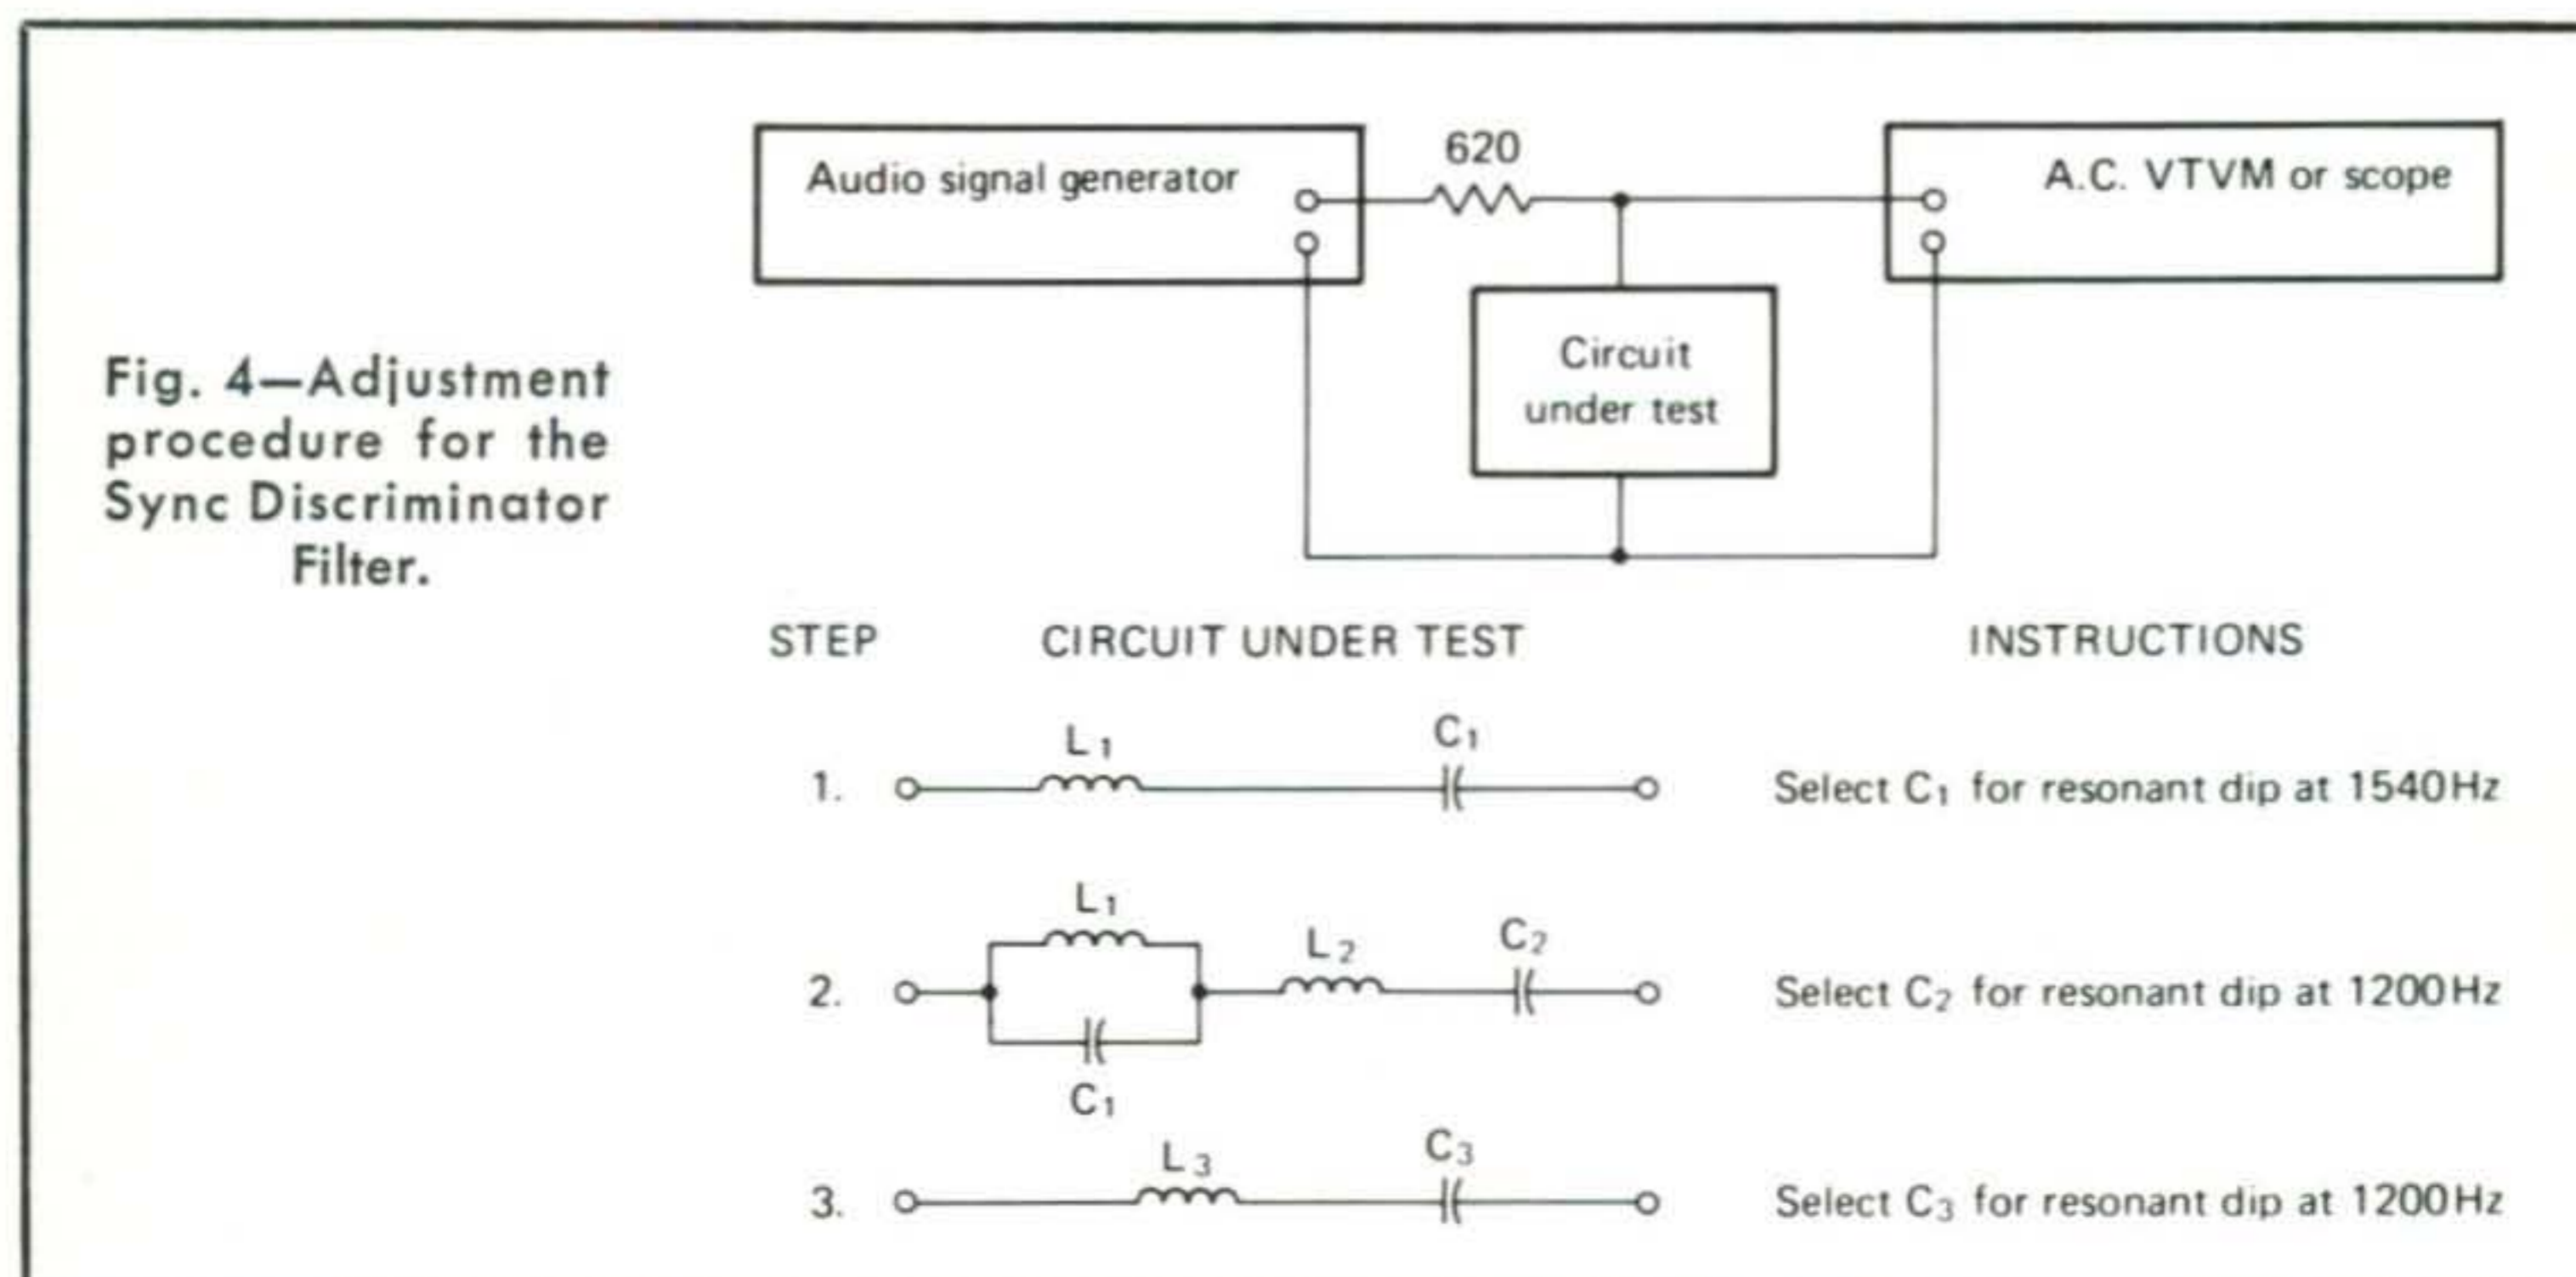 Audio signal generator
620
A.C. VTVM or scope
Circuit
under test
Fig. 4—Adjustment
procedure for the
Sync Discriminator
Filter.
STEP CIRCUIT UNDER TEST INSTRUCTIONS
L₁ C₁
1. Select C₁ for resonant dip at 1540Hz
L₁
L₂ C₂
2. Select C₂ for resonant dip at 1200Hz
C₁
L₃ C₃
3. Select C₃ for resonant dip at 1200Hz